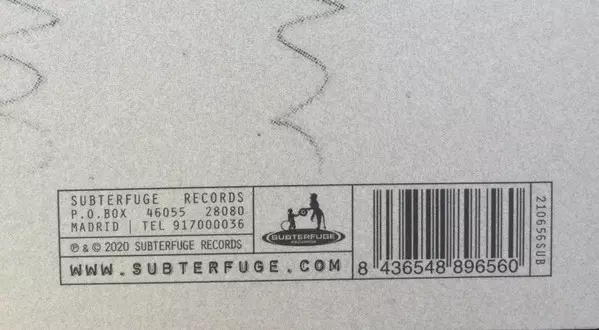 SUBTERFUGE RECORDS
P.O.BOX 46055 28080
MADRID | TEL 917000036
℗ & © 2020 SUBTERFUGE RECORDS
WWW.SUBTERFUGE.COM
SUBTERFUGE
RECORDS
8 436548 896560
210656SUB